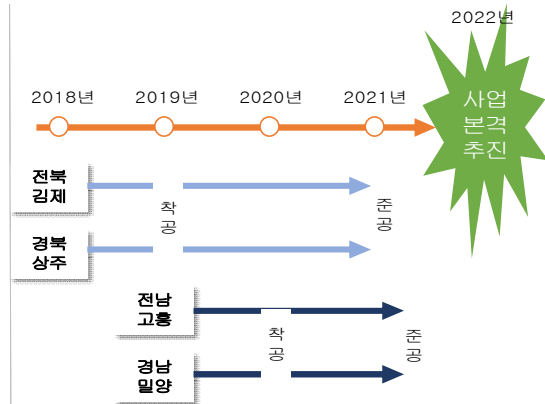 2022년
2018년
2019년
2020년
2021년
사업
본격
추진
전북
김제
착
공
준
공
경북
상주
전남
고흥
착
공
준
공
경남
밀양